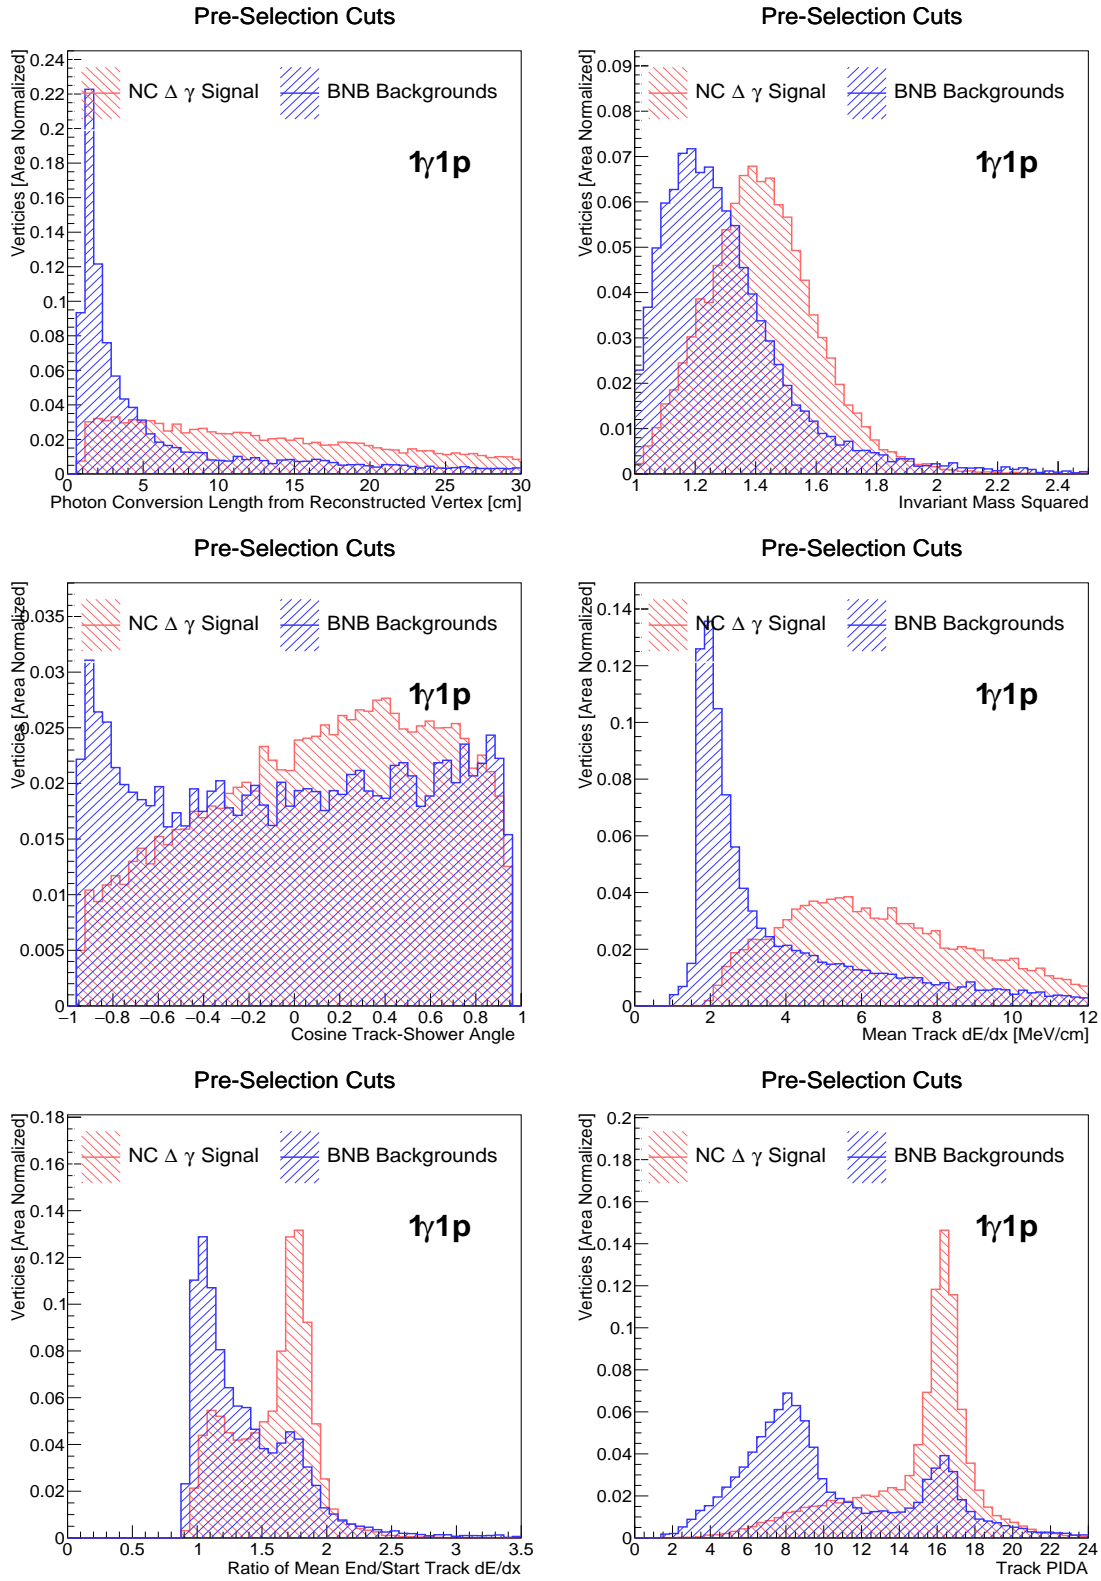 Pre-Selection Cuts
Verticies [Area Normalized]
0.24
0.22
0.2
0.18
0.16
0.14
0.12
0.1
0.08
0.06
0.04
0.02
0
NC Δ γ Signal
BNB Backgrounds
1γ1p
0 5 10 15 20 25 30
Photon Conversion Length from Reconstructed Vertex [cm]
Pre-Selection Cuts
Verticies [Area Normalized]
0.09
0.08
0.07
0.06
0.05
0.04
0.03
0.02
0.01
0
NC Δ γ Signal
BNB Backgrounds
1γ1p
1 1.2 1.4 1.6 1.8 2 2.2 2.4
Invariant Mass Squared
Pre-Selection Cuts
Verticies [Area Normalized]
0.035
0.03
0.025
0.02
0.015
0.01
0.005
0
NC Δ γ Signal
BNB Backgrounds
1γ1p
−1 −0.8 −0.6 −0.4 −0.2 0 0.2 0.4 0.6 0.8 1
Cosine Track-Shower Angle
Pre-Selection Cuts
Verticies [Area Normalized]
0.14
0.12
0.1
0.08
0.06
0.04
0.02
0
NC Δ γ Signal
BNB Backgrounds
1γ1p
0 2 4 6 8 10 12
Mean Track dE/dx [MeV/cm]
Pre-Selection Cuts
Verticies [Area Normalized]
0.18
0.16
0.14
0.12
0.1
0.08
0.06
0.04
0.02
0
NC Δ γ Signal
BNB Backgrounds
1γ1p
0 0.5 1 1.5 2 2.5 3 3.5
Ratio of Mean End/Start Track dE/dx
Pre-Selection Cuts
Verticies [Area Normalized]
0.2
0.18
0.16
0.14
0.12
0.1
0.08
0.06
0.04
0.02
0
NC Δ γ Signal
BNB Backgrounds
1γ1p
0 2 4 6 8 10 12 14 16 18 20 22 24
Track PIDA